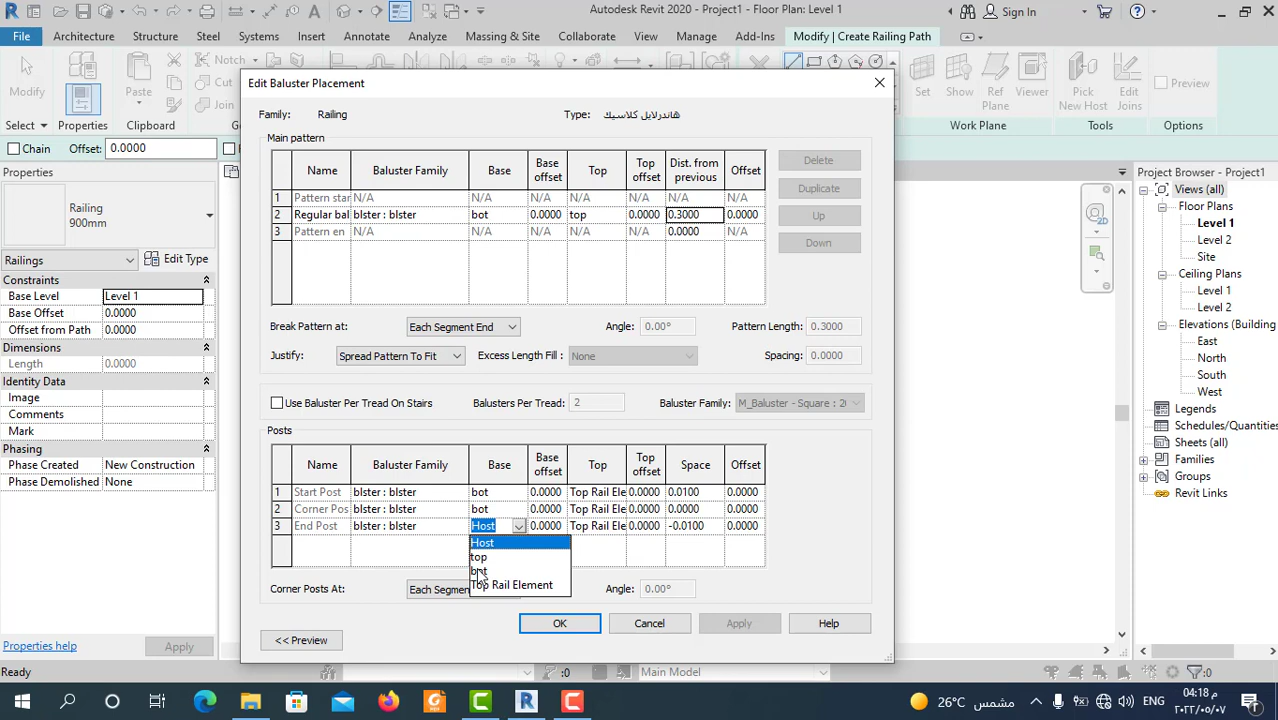 Autodesk Revit 2020 - Project1 - Floor Plan: Level 1
Sign In
File Architecture Structure Steel Systems Insert Annotate Analyze Massing & Site Collaborate View Manage Add-Ins Modify | Create Railing Path
Modify
Properties
Paste
Notch
Cut
Join
Set Show Ref Plane Viewer
Pick New Host
Edit Joins
Preview
Select Properties Clipboard Work Plane Tools Options
Chain Offset: 0.0000
Properties
Railing
900mm
Railings Edit Type
Constraints
Base Level Level 1
Base Offset 0.0000
Offset from Path 0.0000
Dimensions
Length 0.0000
Identity Data
Image
Comments
Mark
Phasing
Phase Created New Construction
Phase Demolished None
Properties help Apply
Edit Baluster Placement
Family: Railing Type: هاندرلايل كلاسيك
Main pattern
Name Baluster Family Base Base offset Top Top offset Dist. from previous Offset
1 Pattern star N/A N/A N/A N/A N/A N/A N/A
2 Regular bal blster : blster bot 0.0000 top 0.0000 0.3000 0.0000
3 Pattern en N/A N/A N/A N/A N/A 0.0000 N/A
Delete
Duplicate
Up
Down
Break Pattern at: Each Segment End Angle: 0.00° Pattern Length: 0.3000
Justify: Spread Pattern To Fit Excess Length Fill : None Spacing: 0.0000
Use Baluster Per Tread On Stairs Balusters Per Tread: 2 Baluster Family: M_Baluster - Square : 2
Posts
Name Baluster Family Base Base offset Top Top offset Space Offset
1 Start Post blster : blster bot 0.0000 Top Rail Ele 0.0000 0.0100 0.0000
2 Corner Pos blster : blster bot 0.0000 Top Rail Ele 0.0000 0.0000 0.0000
3 End Post blster : blster Host 0.0000 Top Rail Ele 0.0000 -0.0100 0.0000
Host
top
bot
Top Rail Element
Corner Posts At: Each Segmen Angle: 0.00°
OK Cancel Apply Help
<< Preview
Project Browser - Project1
Views (all)
Floor Plans
Level 1
Level 2
Site
Ceiling Plans
Level 1
Level 2
Elevations (Building
East
North
South
West
Legends
Schedules/Quantities
Sheets (all)
Families
Groups
Revit Links
Ready :0 Main Model :0
26°C مشمس ENG م 04:18
٢٠٢٢/٠٥/٠٧